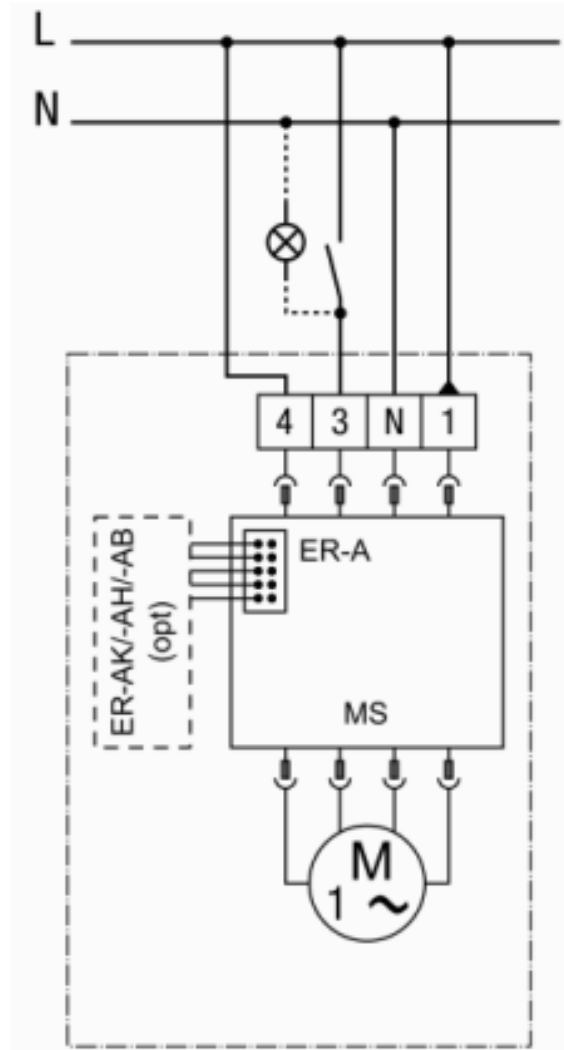 L
N
4 3 N 1
ER-A
ER-AK/-AH/-AB
(opt)
MS
M
1 ~